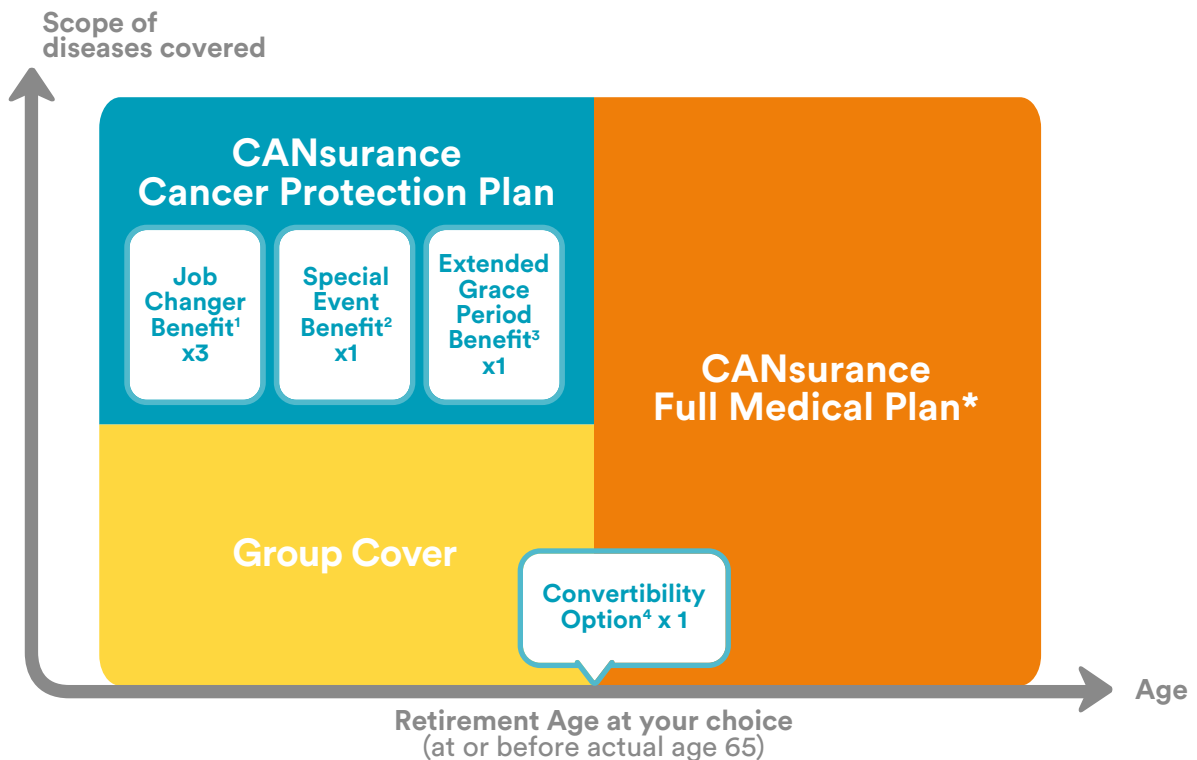 Scope of
diseases covered
CANsurance
Cancer Protection Plan
Job
Changer
Benefit¹
x3
Special
Event
Benefit²
x1
Extended
Grace
Period
Benefit³
x1
CANsurance
Full Medical Plan*
Group Cover
Convertibility
Option⁴ x 1
Age
Retirement Age at your choice
(at or before actual age 65)